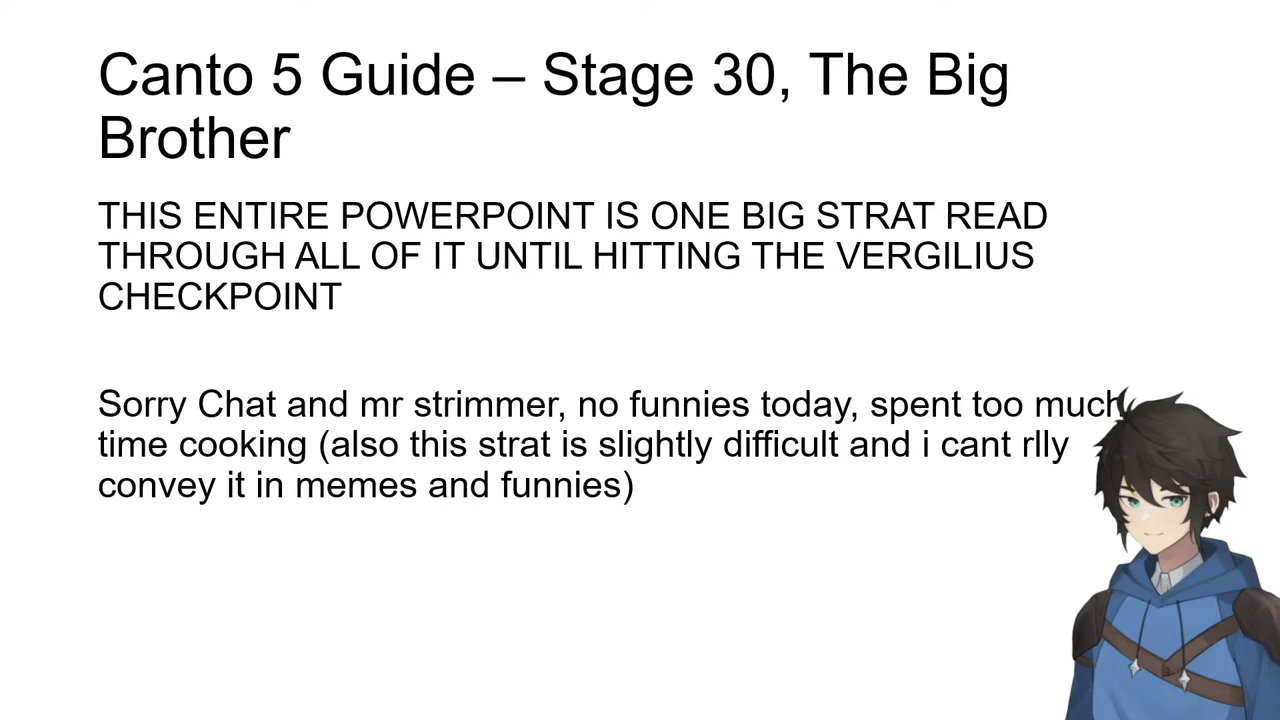 Canto 5 Guide – Stage 30, The Big
Brother
THIS ENTIRE POWERPOINT IS ONE BIG STRAT READ
THROUGH ALL OF IT UNTIL HITTING THE VERGILIUS
CHECKPOINT
Sorry Chat and mr strimmer, no funnies today, spent too much
time cooking (also this strat is slightly difficult and i cant rlly
convey it in memes and funnies)